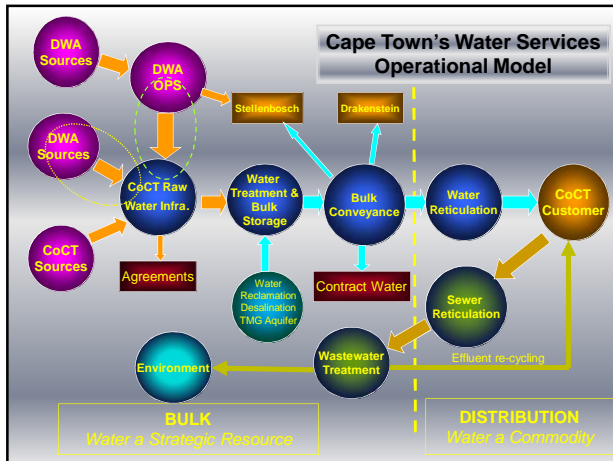 Cape Town's Water Services
Operational Model
DWA
Sources
DWA
OPS
Stellenbosch
Drakenstein
DWA
Sources
CoCT Raw
Water Infra.
Water
Treatment &
Bulk
Storage
Bulk
Conveyance
Water
Reticulation
CoCT
Customer
CoCT
Sources
Agreements
Water
Reclamation
Desalination
TMG Aquifer
Contract Water
Sewer
Reticulation
Environment
Wastewater
Treatment
Effluent re-cycling
BULK
Water a Strategic Resource
DISTRIBUTION
Water a Commodity